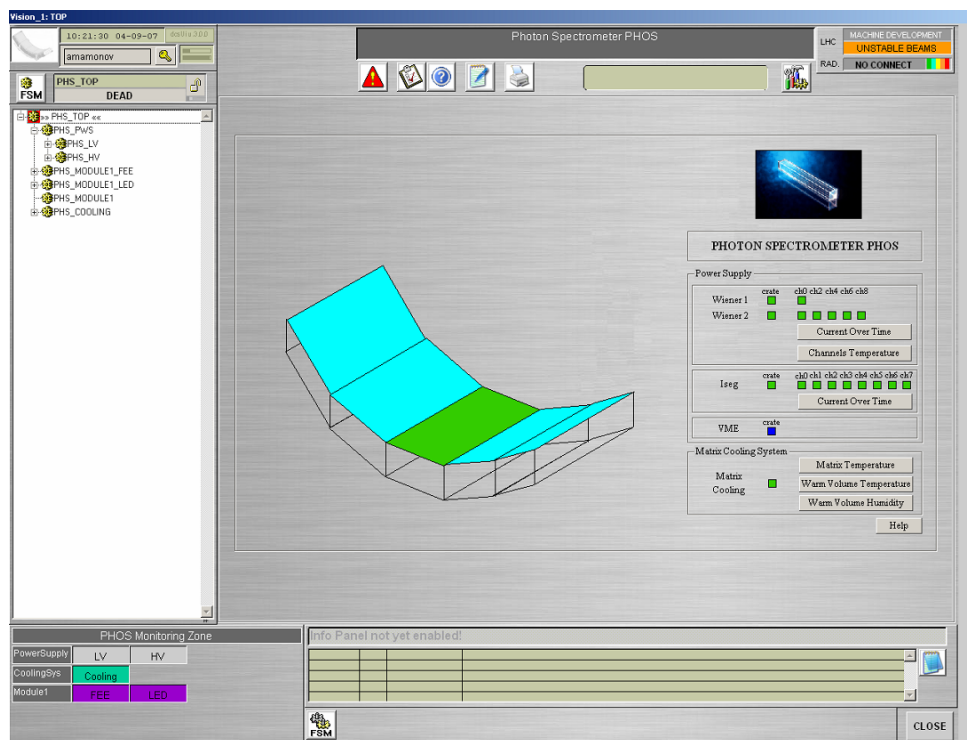 Vision_1: TOP
10:21:30 04-09-07
amamonov
FSM
PHS_TOP
DEAD
>> PHS_TOP <<
PHS_PWS
PHS_LV
PHS_HV
PHS_MODULE1_FEE
PHS_MODULE1_LED
PHS_MODULE1
PHS_COOLING
Photon Spectrometer PHOS
LHC
MACHINE DEVELOPMENT
UNSTABLE BEAMS
RAD.
NO CONNECT
PHOTON SPECTROMETER PHOS
Power Supply
crate ch0 ch2 ch4 ch6 ch8
Wiener 1
Wiener 2
Current Over Time
Channels Temperature
crate ch0 ch1 ch2 ch3 ch4 ch5 ch6 ch7
Iseg
Current Over Time
crate
VME
Matrix Cooling System
Matrix Cooling
Matrix Temperature
Warm Volume Temperature
Warm Volume Humidity
Help
PHOS Monitoring Zone
PowerSupply LV HV
CoolingSys Cooling
Module1 FEE LED
Info Panel not yet enabled!
FSM
CLOSE